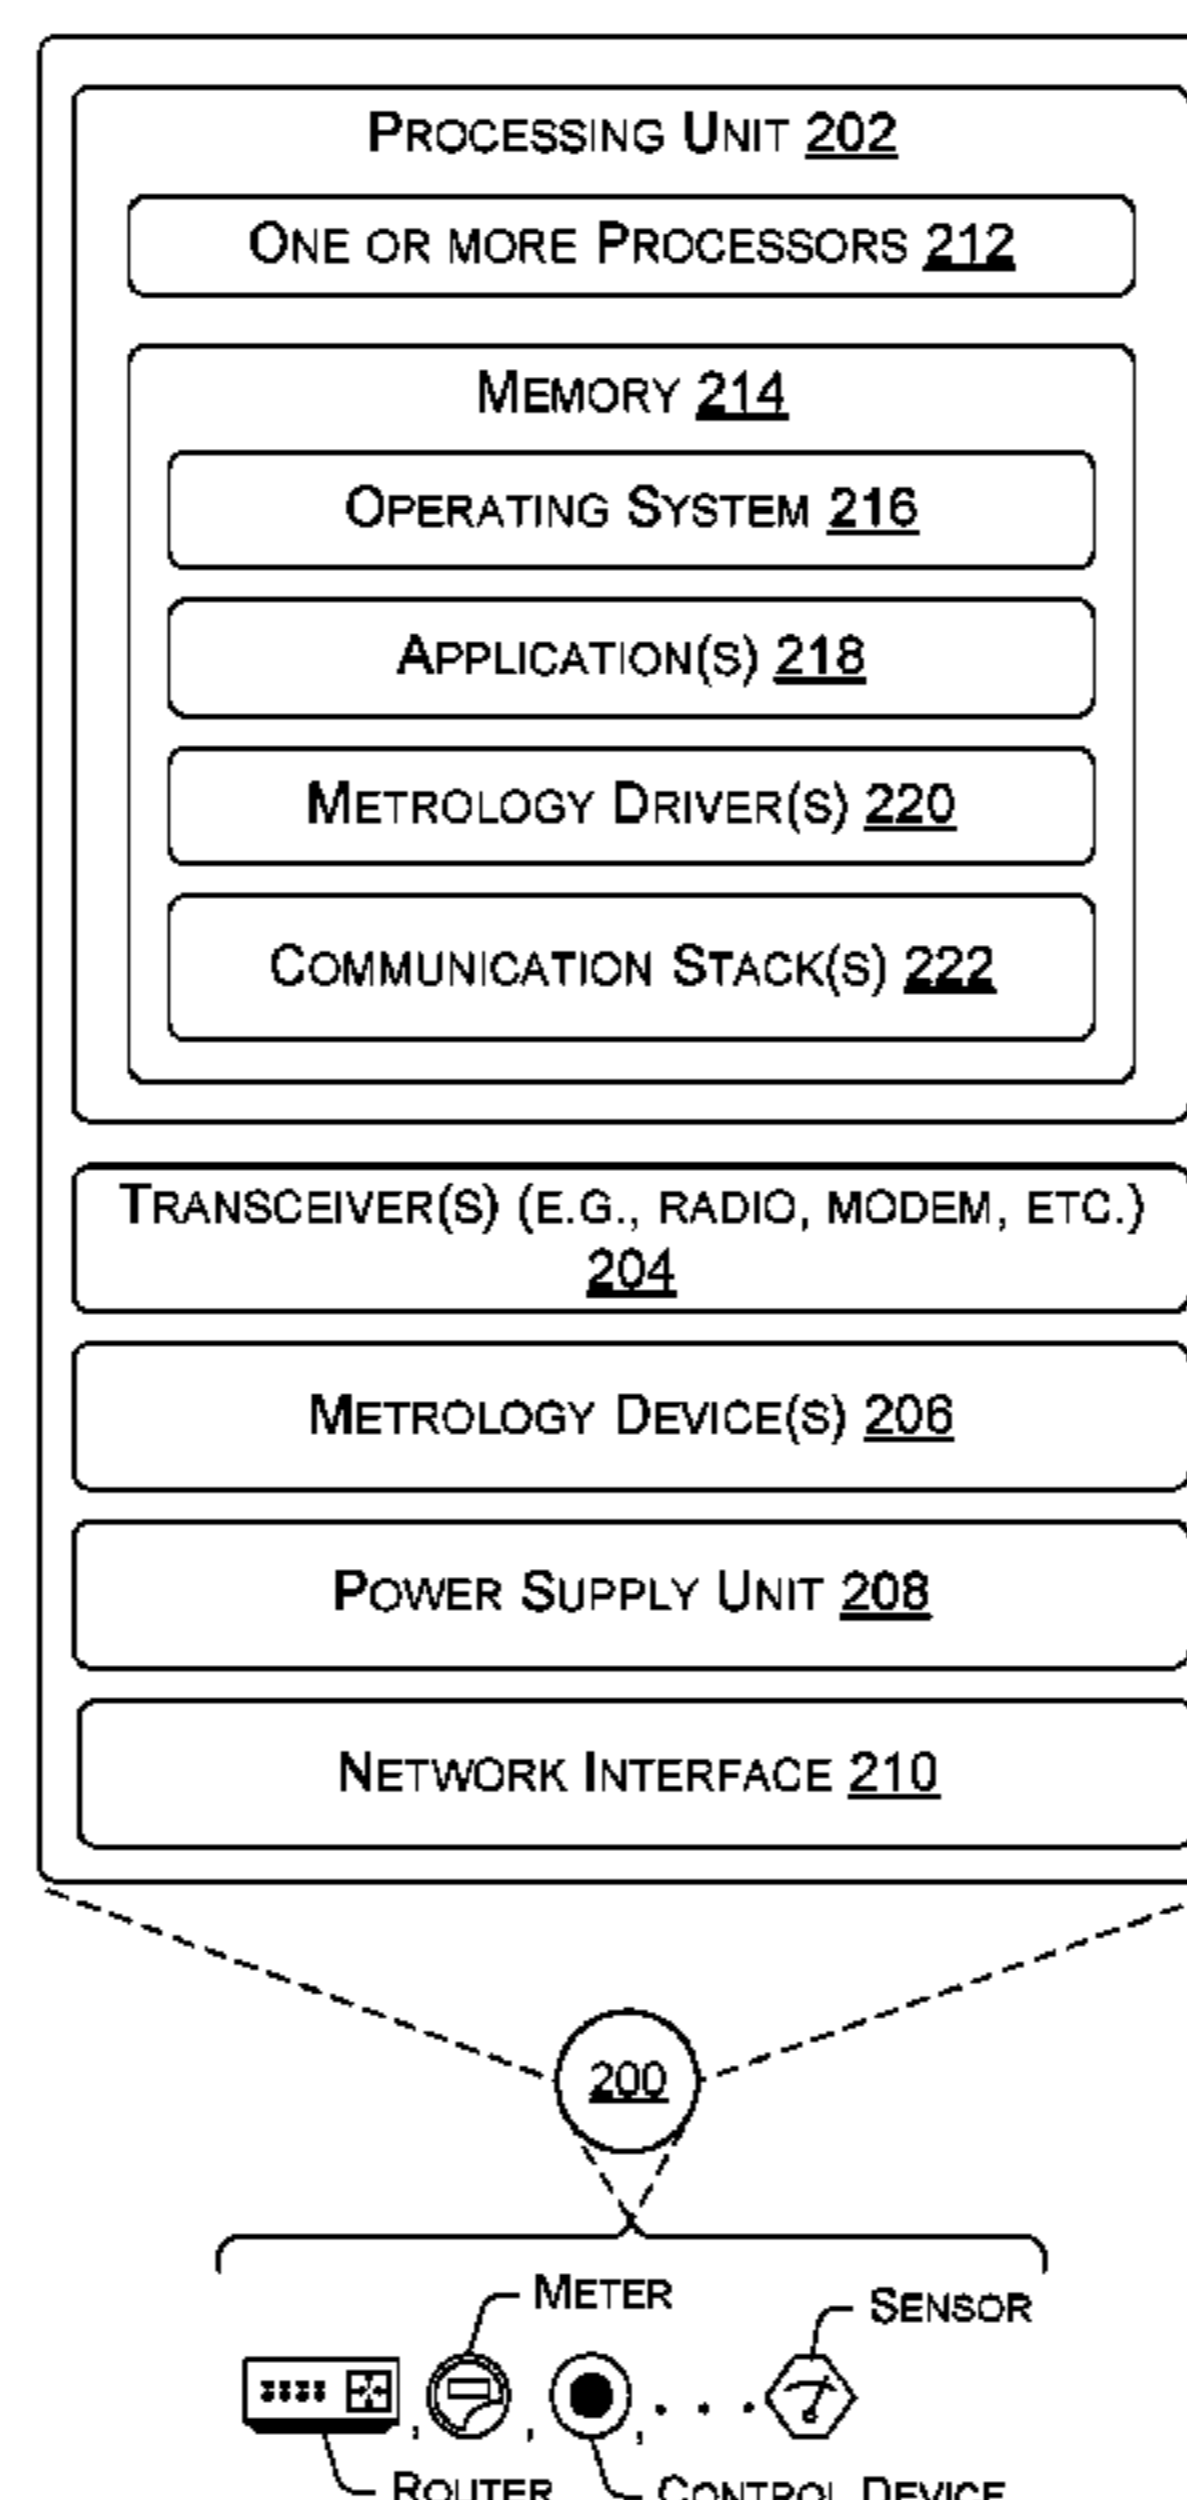 PROCESSING UNIT 202
ONE OR MORE PROCESSORS 212
MEMORY 214
OPERATING SYSTEM 216
APPLICATION(S) 218
METROLOGY DRIVER(S) 220
COMMUNICATION STACK(S) 222
TRANSCEIVER(S) (E.G., RADIO, MODEM, ETC.)
204
METROLOGY DEVICE(S) 206
POWER SUPPLY UNIT 208
NETWORK INTERFACE 210
200
METER
SENSOR
, , , . . .
ROUTER
CONTROL DEVICE